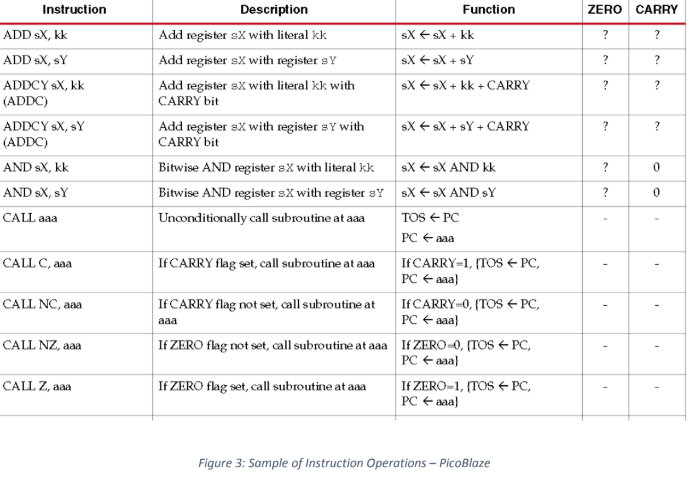 Instruction Description Function ZERO CARRY
ADD sX, kk Add register sX with literal kk sX ← sX + kk ? ?
ADD sX, sY Add register sX with register sY sX ← sX + sY ? ?
ADDCY sX, kk Add register sX with literal kk with sX ← sX + kk + CARRY ? ?
(ADDC) CARRY bit
ADDCY sX, sY Add register sX with register sY with sX ← sX + sY + CARRY ? ?
(ADDC) CARRY bit
AND sX, kk Bitwise AND register sX with literal kk sX ← sX AND kk ? 0
AND sX, sY Bitwise AND register sX with register sY sX ← sX AND sY ? 0
CALL aaa Unconditionally call subroutine at aaa TOS ← PC - -
PC ← aaa
CALL C, aaa If CARRY flag set, call subroutine at aaa If CARRY=1, {TOS ← PC, - -
PC ← aaa}
CALL NC, aaa If CARRY flag not set, call subroutine at If CARRY=0, {TOS ← PC, - -
aaa PC ← aaa}
CALL NZ, aaa If ZERO flag not set, call subroutine at aaa If ZERO=0, {TOS ← PC, - -
PC ← aaa}
CALL Z, aaa If ZERO flag set, call subroutine at aaa If ZERO=1, {TOS ← PC, - -
PC ← aaa}
Figure 3: Sample of Instruction Operations – PicoBlaze